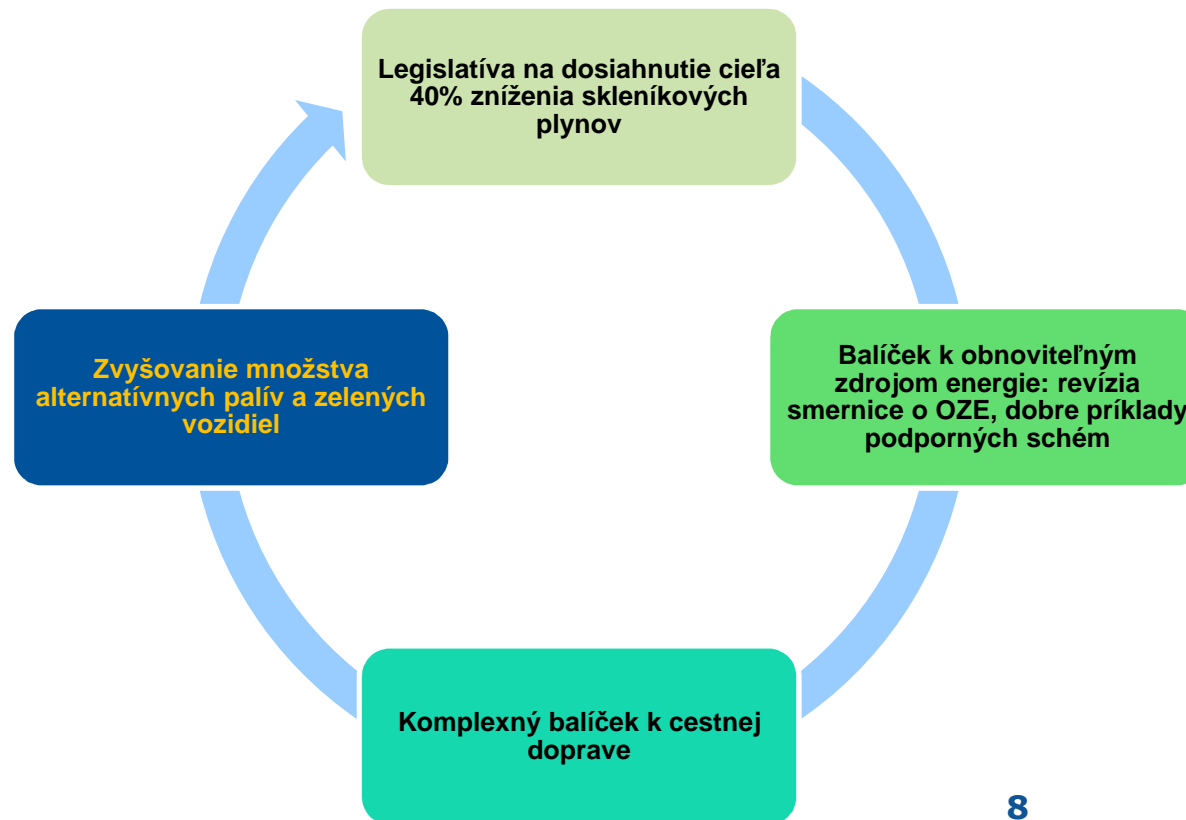 Legislatíva na dosiahnutie cieľa
40% zníženia skleníkových
plynov
Zvyšovanie množstva
alternatívnych palív a zelených
vozidiel
Balíček k obnoviteľným
zdrojom energie: revízia
smernice o OZE, dobre príklady
podporných schém
Komplexný balíček k cestnej
doprave
8